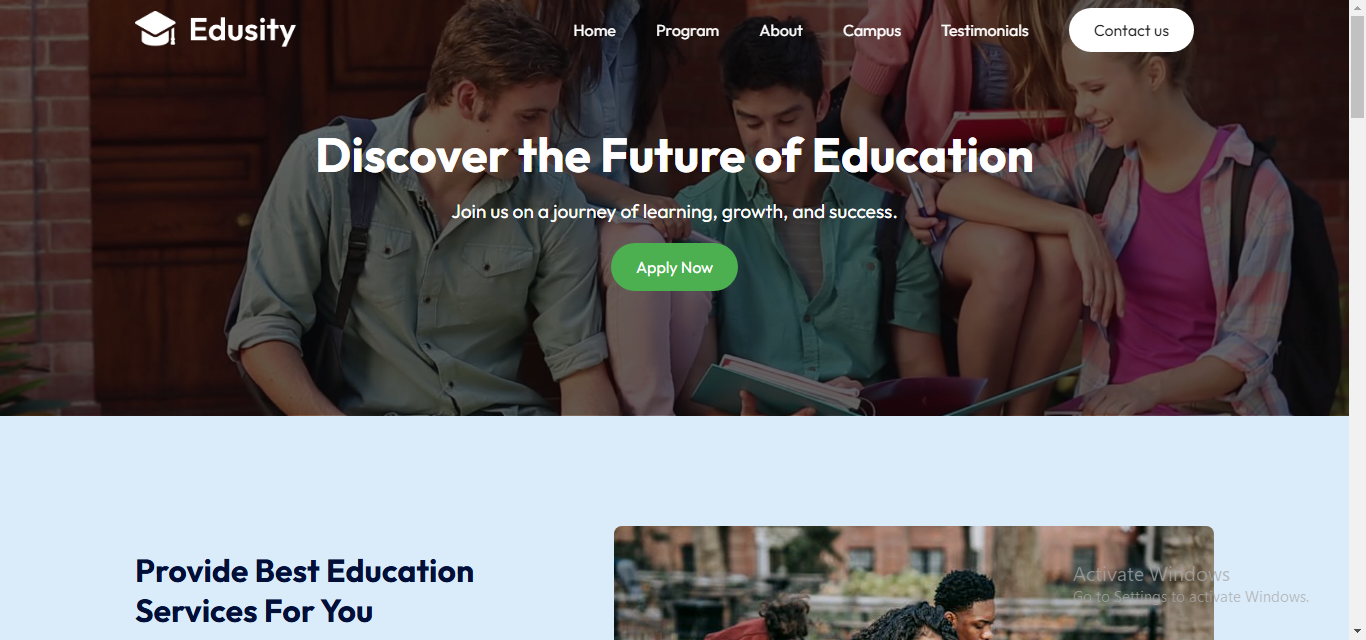 Edusity
Home Program About Campus Testimonials Contact us
Discover the Future of Education
Join us on a journey of learning, growth, and success.
Apply Now
Provide Best Education
Services For You
Activate Windows
Go to Settings to activate Windows.